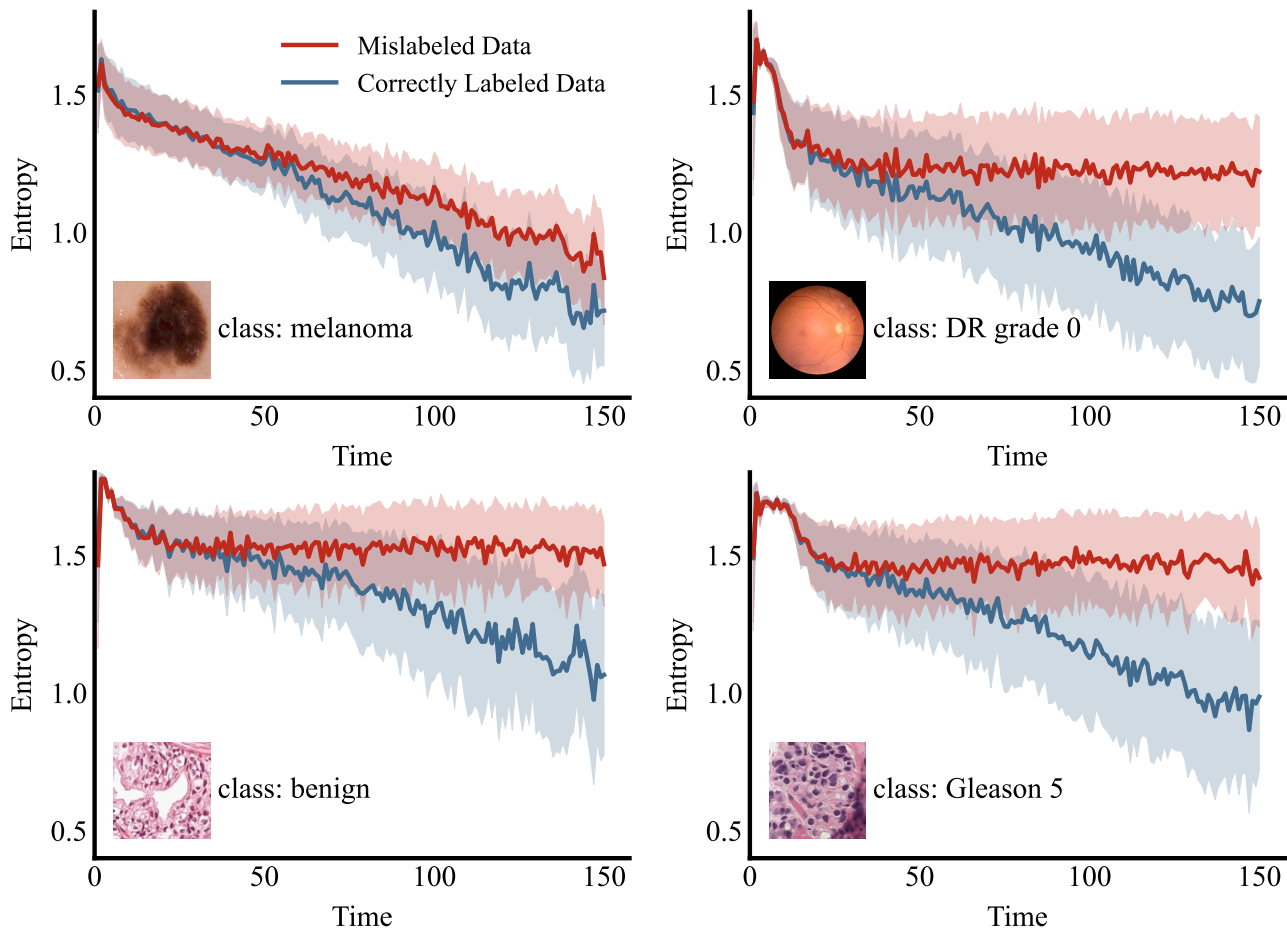 Mislabeled Data
Correctly Labeled Data
Entropy
1.5
1.0
0.5
class: melanoma
0
50
100
150
Time
Entropy
1.5
1.0
0.5
class: DR grade 0
0
50
100
150
Time
Entropy
1.5
1.0
0.5
class: benign
0
50
100
150
Time
Entropy
1.5
1.0
0.5
class: Gleason 5
0
50
100
150
Time